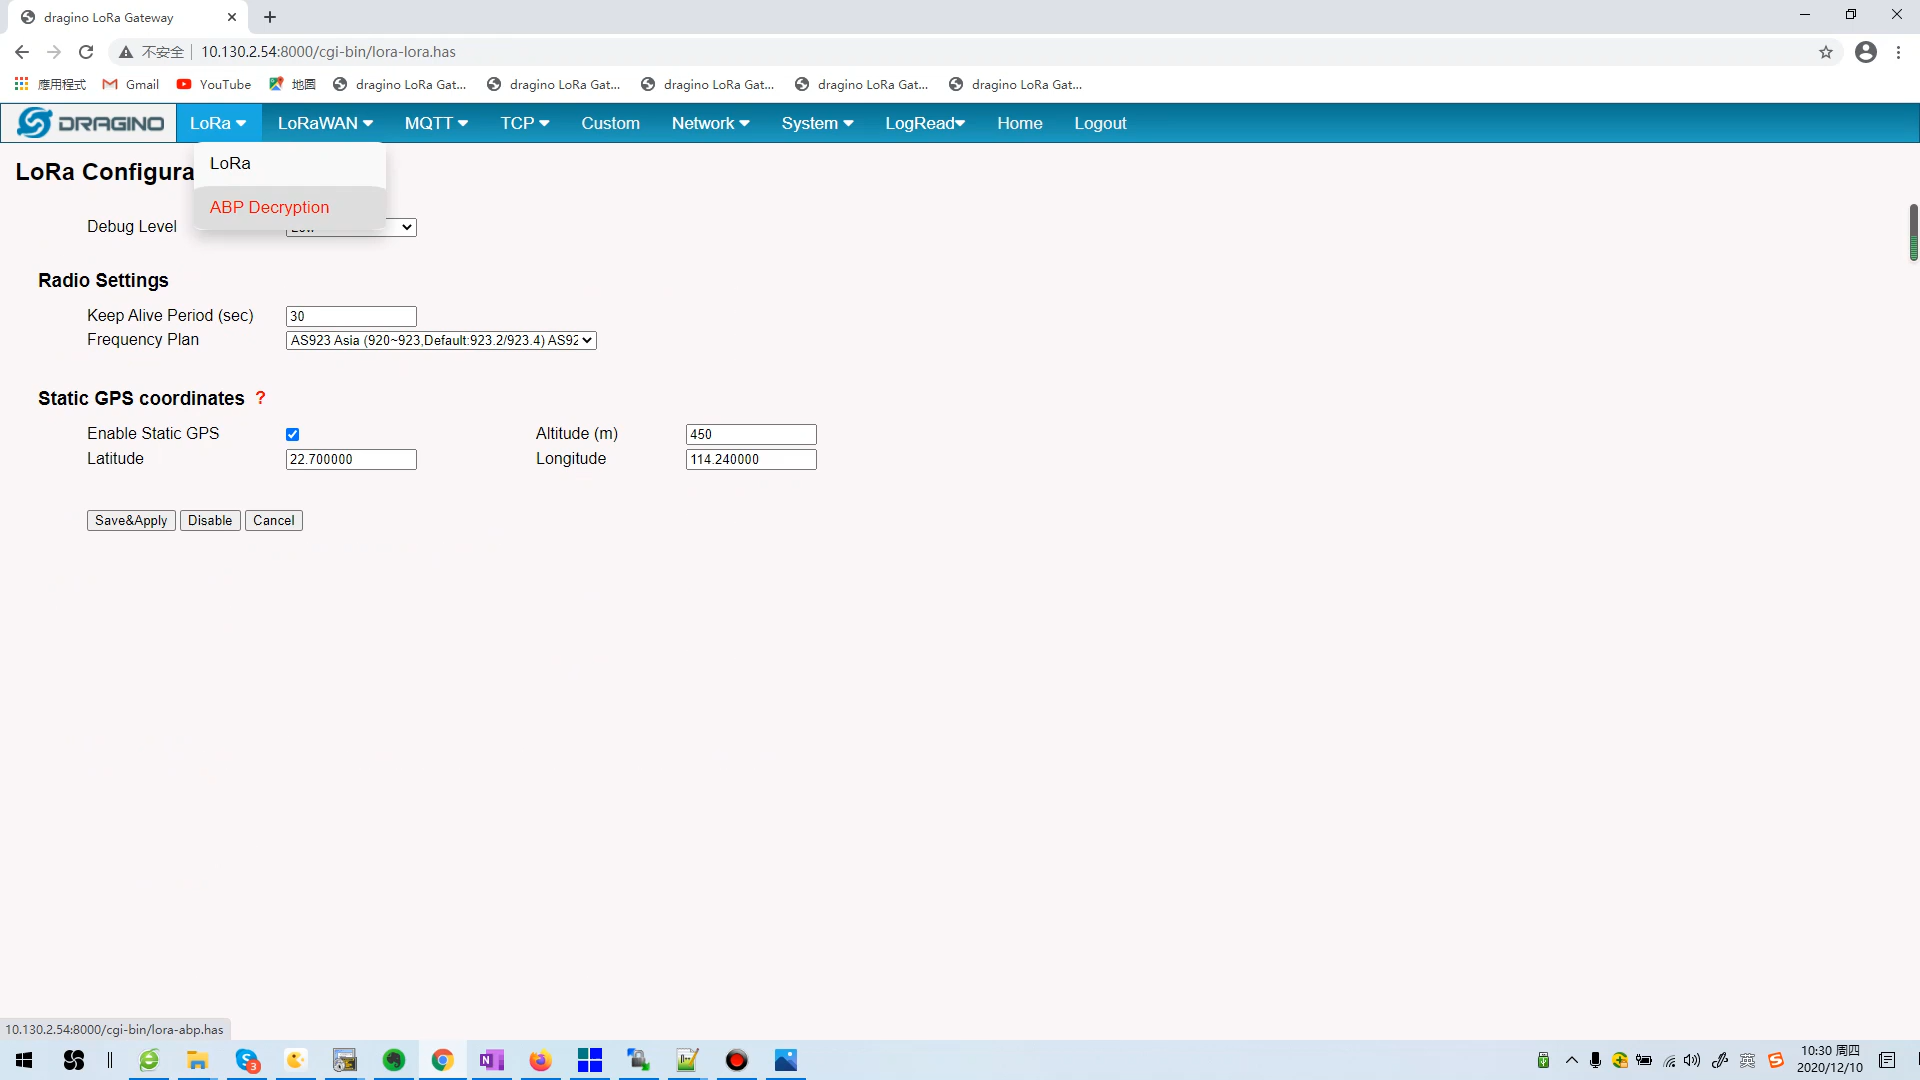 dragino LoRa Gateway
不安全 10.130.2.54:8000/cgi-bin/lora-lora.has
應用程式 Gmail YouTube 地圖 dragino LoRa Gat... dragino LoRa Gat... dragino LoRa Gat... dragino LoRa Gat... dragino LoRa Gat...
DRAGINO LoRa LoRaWAN MQTT TCP Custom Network System LogRead Home Logout
LoRa
LoRa Configura
ABP Decryption
Debug Level
Radio Settings
Keep Alive Period (sec) 30
Frequency Plan AS923 Asia (920~923,Default:923.2/923.4) AS92
Static GPS coordinates ?
Enable Static GPS Altitude (m) 450
Latitude 22.700000 Longitude 114.240000
Save&Apply Disable Cancel
10.130.2.54:8000/cgi-bin/lora-abp.has
3 英 10:30 周四
2020/12/10